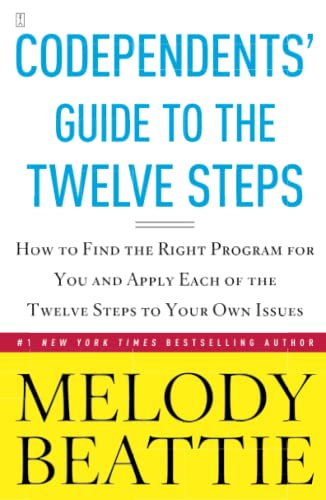 CODEPENDENTS'
GUIDE TO THE
TWELVE STEPS
HOW TO FIND THE RIGHT PROGRAM FOR
YOU AND APPLY EACH OF THE
TWELVE STEPS TO YOUR OWN ISSUES
#1 NEW YORK TIMES BESTSELLING AUTHOR
MELODY
BEATTIE